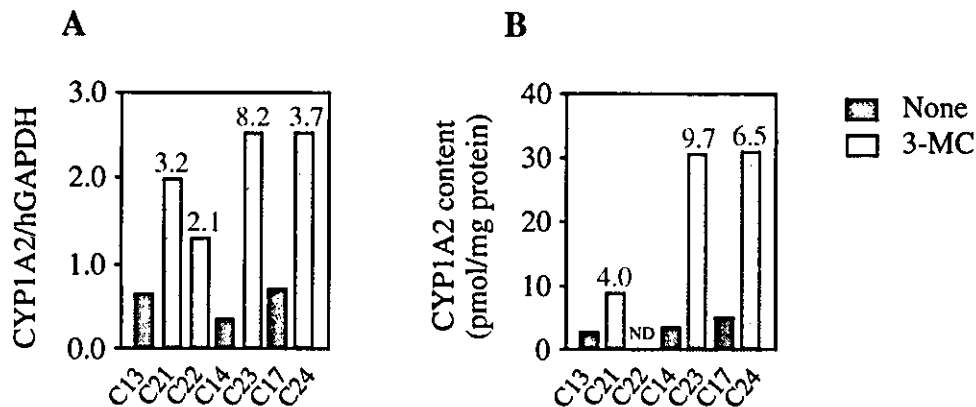 A
CYP1A2/hGAPDH
3.0
2.0
1.0
0.0
3.2
2.1
8.2
3.7
C13
C21
C22
C14
C23
C17
C24
B
CYP1A2 content
(pmol/mg protein)
40
30
20
10
0
4.0
ND
9.7
6.5
C13
C21
C22
C14
C23
C17
C24
None
3-MC